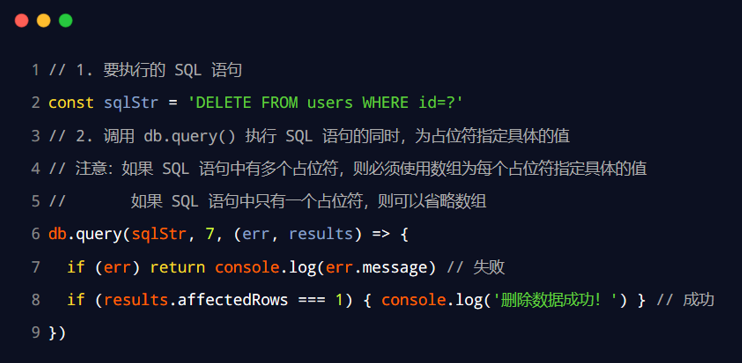 1 // 1. 要执行的 SQL 语句
2 const sqlStr = 'DELETE FROM users WHERE id=?'
3 // 2. 调用 db.query() 执行 SQL 语句的同时，为占位符指定具体的值
4 // 注意：如果 SQL 语句中有多个占位符，则必须使用数组为每个占位符指定具体的值
5 //       如果 SQL 语句中只有一个占位符，则可以省略数组
6 db.query(sqlStr, 7, (err, results) => {
7   if (err) return console.log(err.message) // 失败
8   if (results.affectedRows === 1) { console.log('删除数据成功！') } // 成功
9 })